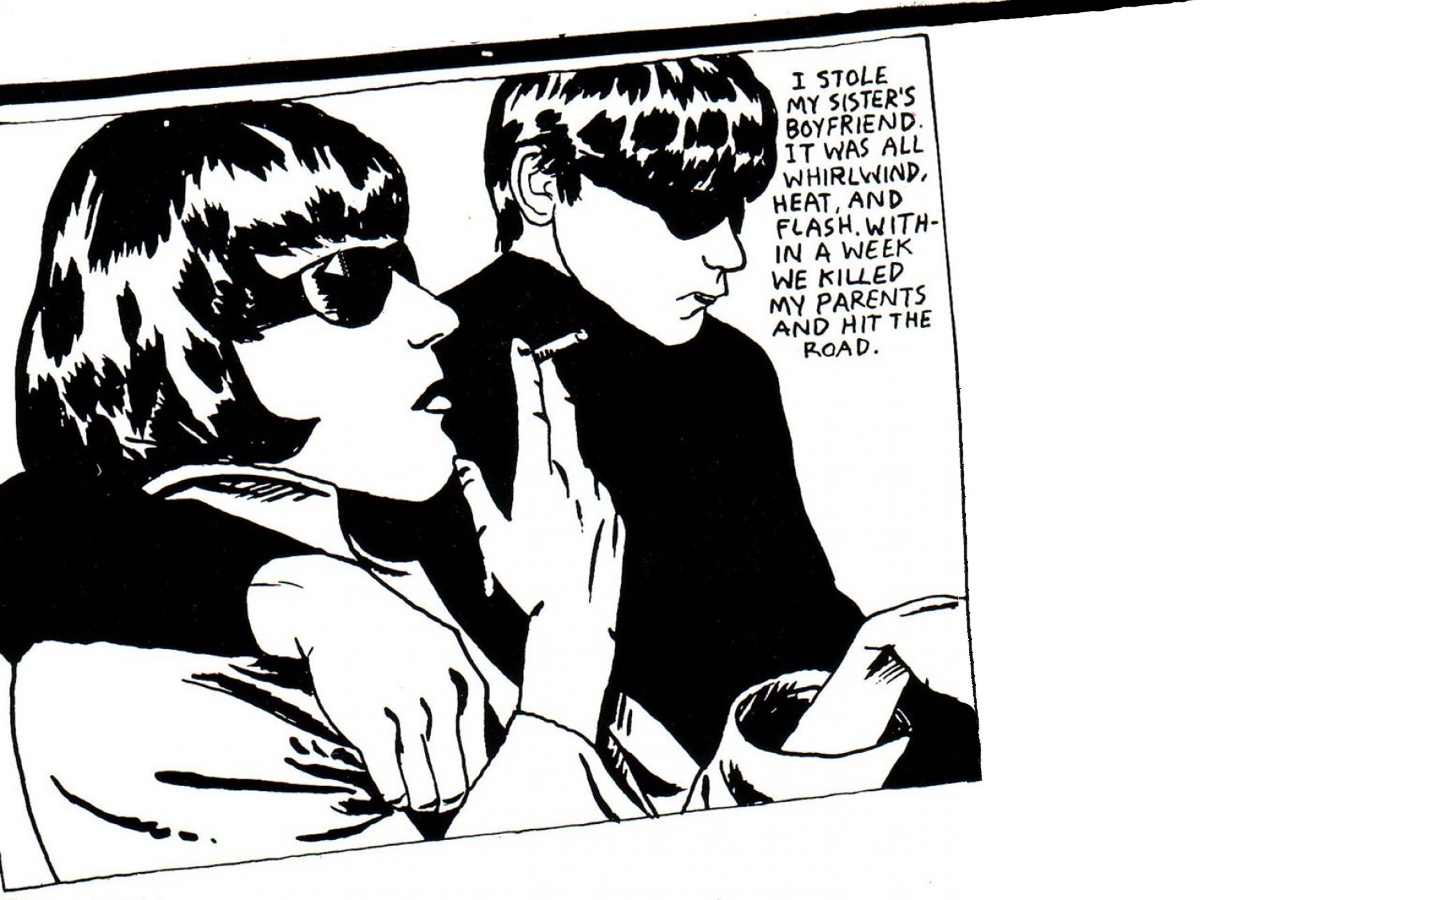 I STOLE
MY SISTER'S
BOYFRIEND.
IT WAS ALL
WHIRLWIND,
HEAT, AND
FLASH. WITH-
IN A WEEK
WE KILLED
MY PARENTS
AND HIT THE
ROAD.